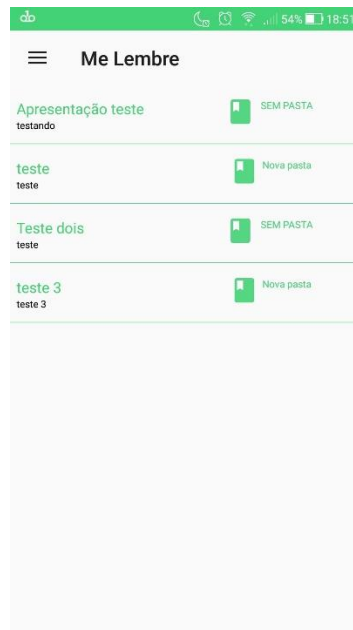 54% 18:51
Me Lembre
Apresentação teste
SEM PASTA
testando
teste
Nova pasta
teste
Teste dois
SEM PASTA
teste
teste 3
Nova pasta
teste 3